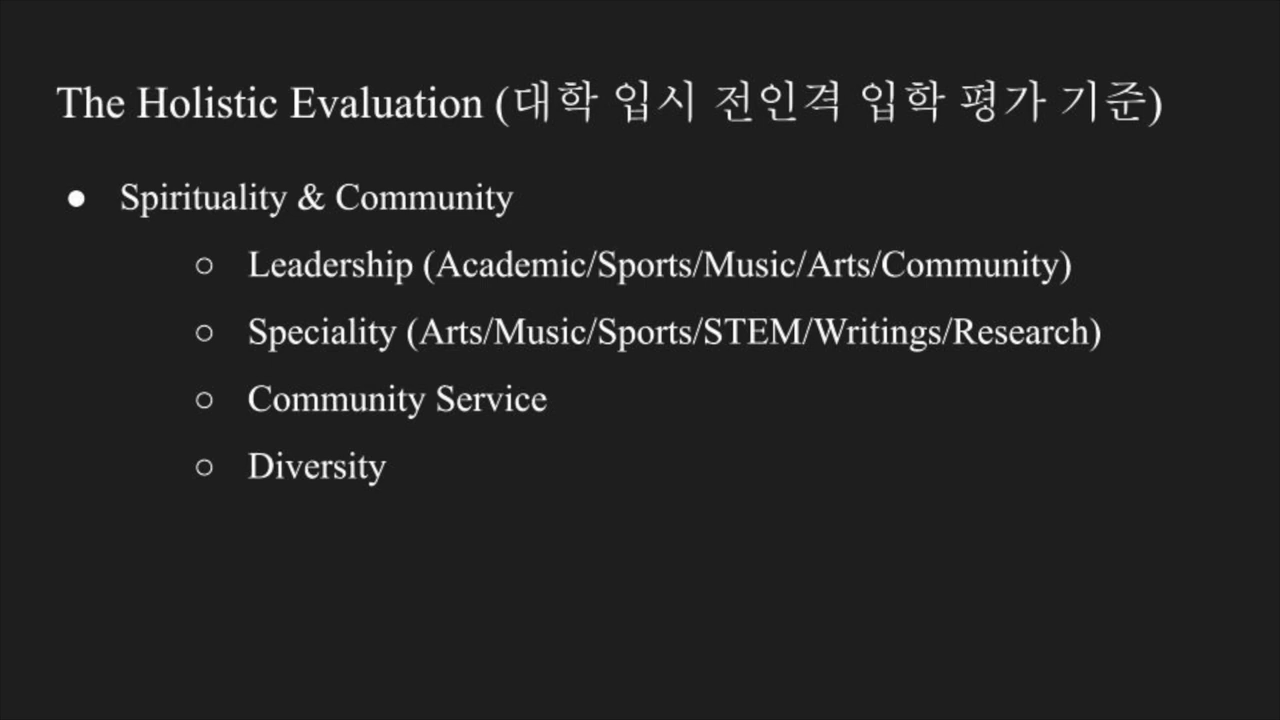 The Holistic Evaluation (대학 입시 전인격 입학 평가 기준)
● Spirituality & Community
○ Leadership (Academic/Sports/Music/Arts/Community)
○ Speciality (Arts/Music/Sports/STEM/Writings/Research)
○ Community Service
○ Diversity